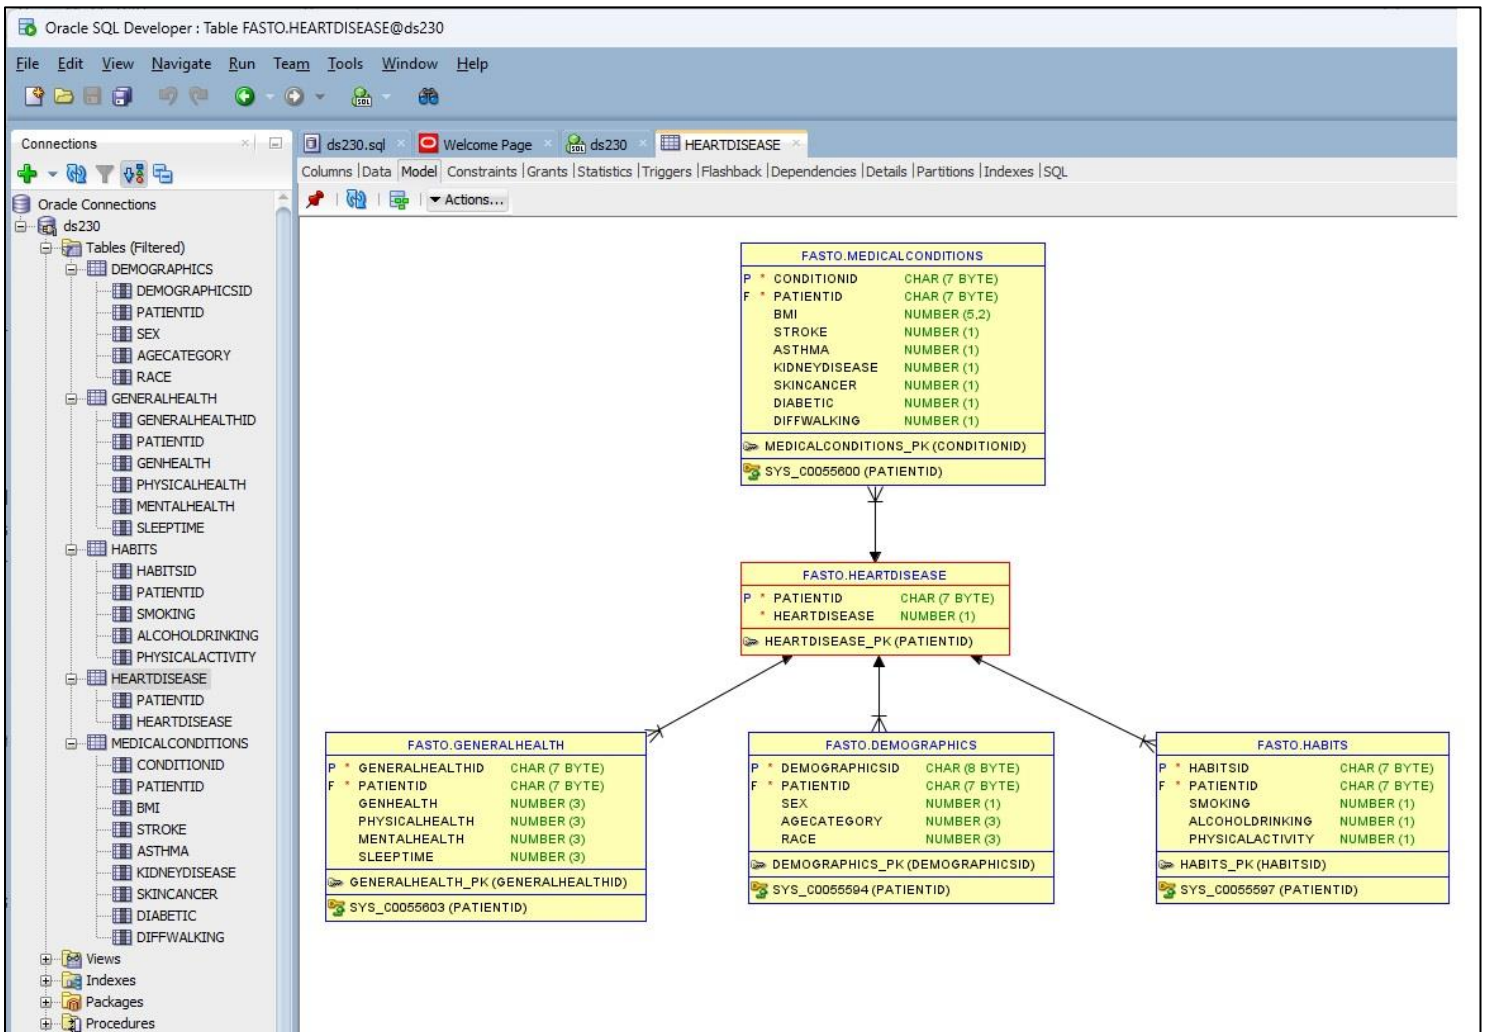 Oracle SQL Developer : Table FASTO.HEARTDISEASE@ds230
File Edit View Navigate Run Team Tools Window Help
Connections
Oracle Connections
ds230
Tables (Filtered)
DEMOGRAPHICS
DEMOGRAPHICSID
PATIENTID
SEX
AGECATEGORY
RACE
GENERALHEALTH
GENERALHEALTHID
PATIENTID
GENHEALTH
PHYSICALHEALTH
MENTALHEALTH
SLEEPTIME
HABITS
HABITSID
PATIENTID
SMOKING
ALCOHOLDRINKING
PHYSICALACTIVITY
HEARTDISEASE
PATIENTID
HEARTDISEASE
MEDICALCONDITIONS
CONDITIONID
PATIENTID
BMI
STROKE
ASTHMA
KIDNEYDISEASE
SKINCANCER
DIABETIC
DIFFWALKING
Views
Indexes
Packages
Procedures
ds230.sql Welcome Page ds230 HEARTDISEASE
Columns |Data |Model| Constraints |Grants |Statistics |Triggers |Flashback |Dependencies |Details |Partitions |Indexes |SQL
Actions...
FASTO.MEDICALCONDITIONS
P * CONDITIONID CHAR (7 BYTE)
F * PATIENTID CHAR (7 BYTE)
BMI NUMBER (5,2)
STROKE NUMBER (1)
ASTHMA NUMBER (1)
KIDNEYDISEASE NUMBER (1)
SKINCANCER NUMBER (1)
DIABETIC NUMBER (1)
DIFFWALKING NUMBER (1)
MEDICALCONDITIONS_PK (CONDITIONID)
SYS_C0055600 (PATIENTID)
FASTO.HEARTDISEASE
P * PATIENTID CHAR (7 BYTE)
* HEARTDISEASE NUMBER (1)
HEARTDISEASE_PK (PATIENTID)
FASTO.GENERALHEALTH
P * GENERALHEALTHID CHAR (7 BYTE)
F * PATIENTID CHAR (7 BYTE)
GENHEALTH NUMBER (3)
PHYSICALHEALTH NUMBER (3)
MENTALHEALTH NUMBER (3)
SLEEPTIME NUMBER (3)
GENERALHEALTH_PK (GENERALHEALTHID)
SYS_C0055603 (PATIENTID)
FASTO.DEMOGRAPHICS
P * DEMOGRAPHICSID CHAR (8 BYTE)
F * PATIENTID CHAR (7 BYTE)
SEX NUMBER (1)
AGECATEGORY NUMBER (3)
RACE NUMBER (3)
DEMOGRAPHICS_PK (DEMOGRAPHICSID)
SYS_C0055594 (PATIENTID)
FASTO.HABITS
P * HABITSID CHAR (7 BYTE)
F * PATIENTID CHAR (7 BYTE)
SMOKING NUMBER (1)
ALCOHOLDRINKING NUMBER (1)
PHYSICALACTIVITY NUMBER (1)
HABITS_PK (HABITSID)
SYS_C0055597 (PATIENTID)